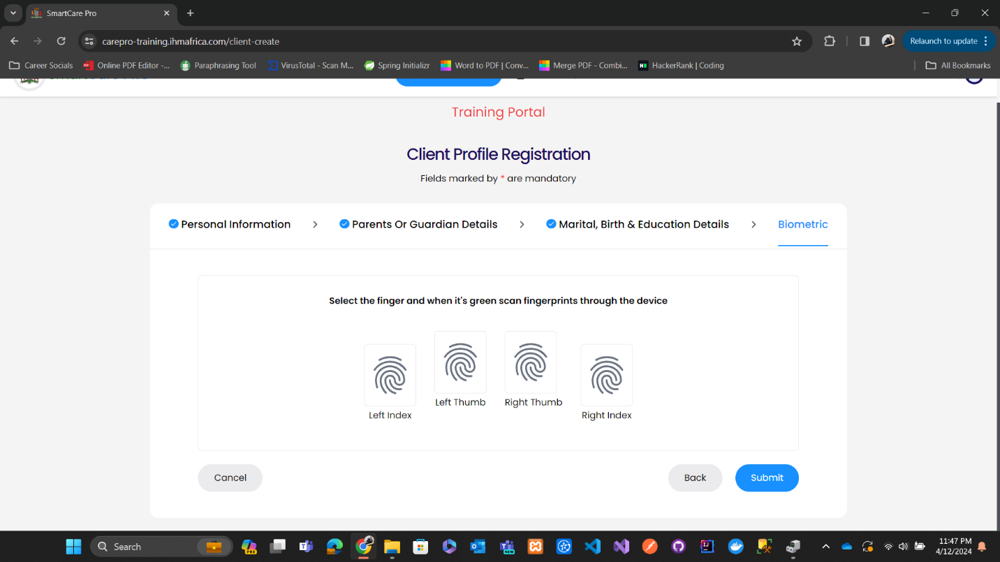 SmartCare Pro
carepro-training.ihmafrica.com/client-create
Relaunch to update
Career Socials
Online PDF Editor -...
Paraphrasing Tool
VirusTotal - Scan M...
Spring Initializr
Word to PDF | Conv...
Merge PDF - Combi...
HackerRank | Coding
All Bookmarks
Training Portal
Client Profile Registration
Fields marked by * are mandatory
Personal Information
Parents Or Guardian Details
Marital, Birth & Education Details
Biometric
Select the finger and when it's green scan fingerprints through the device
Left Index
Left Thumb
Right Thumb
Right Index
Cancel
Back
Submit
Search
PRE
NEW
11:47 PM
4/12/2024